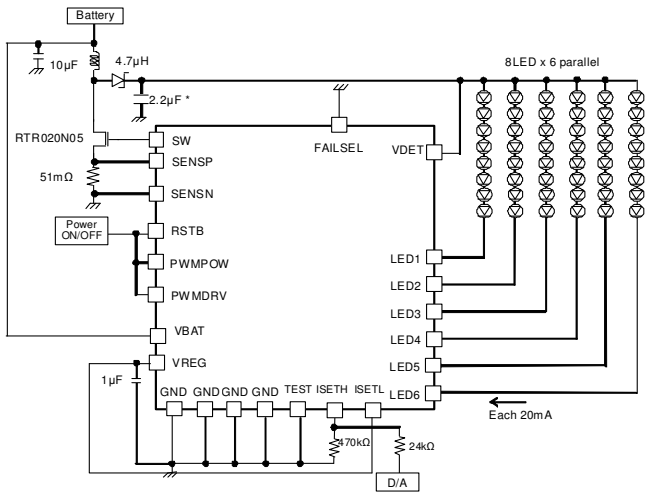 Battery
10µF
4.7µH
8LED x 6 parallel
2.2µF *
RTR020N05
SW
FAILSEL
VDET
SENSP
51mΩ
SENSN
Power
ON/OFF
RSTB
PWMPOW
PWMDRV
LED1
LED2
LED3
LED4
LED5
LED6
VBAT
VREG
1µF
GND GND GND GND TEST ISETH ISETL
Each 20mA
470kΩ
24kΩ
D/A